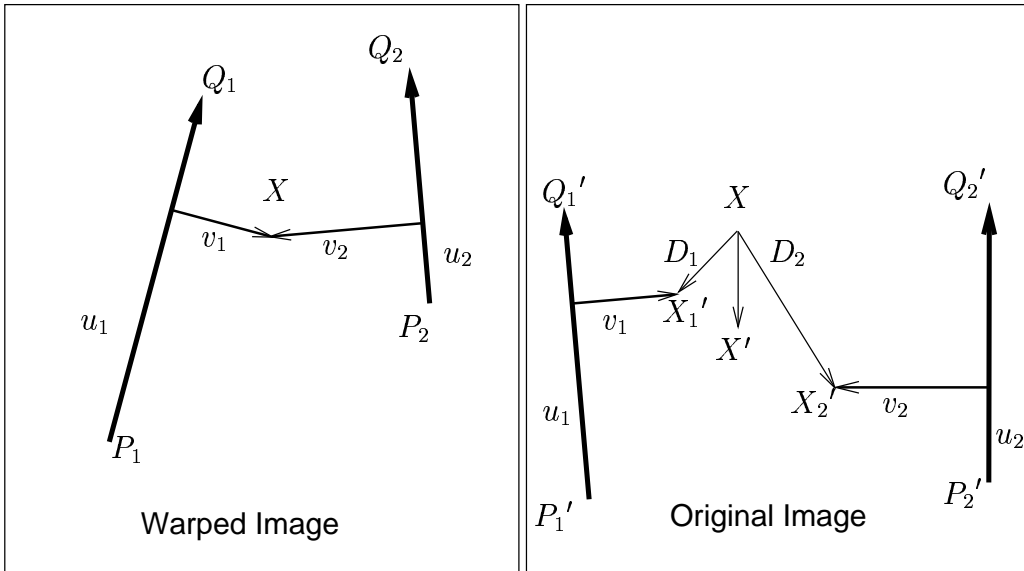 Q₂
Q₁
X
v₁
v₂
u₂
u₁
P₂
P₁
Warped Image
Q₁′
X
Q₂′
D₁
D₂
v₁
X₁′
X′
u₁
X₂′
v₂
u₂
P₁′
P₂′
Original Image